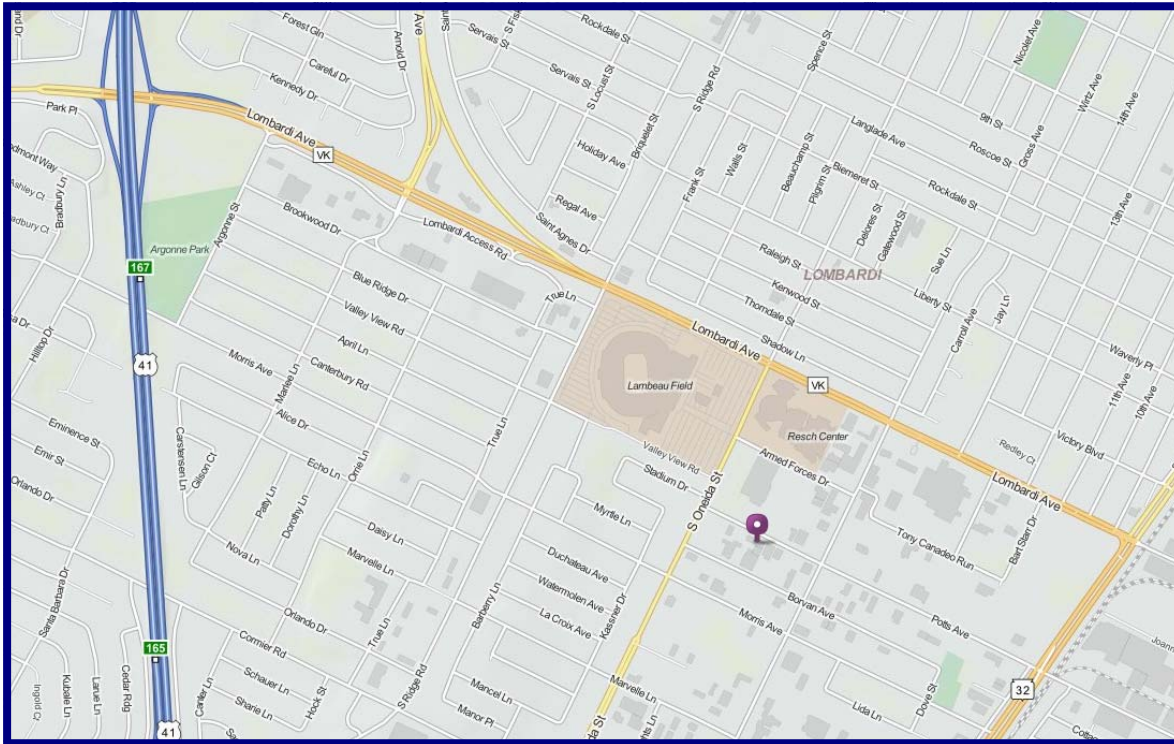 Forest Gln
Careful Dr
Kennedy Dr
Arnold Dr
Ave
Servais St
Servais St
Rockdale St
S Locust St
Briquelet St
S Ridge Rd
Spence St
Nicolet Ave
Wirtz Ave
14th Ave
9th St
Gross Ave
Roscoe St
Langlade Ave
Rockdale St
13th Ave
Park Pl
Lombardi Ave
VK
Bradbury Ln
Ashley Ct
Holiday Ave
Frank St
Walls St
Beauchamp St
Pilgrim St
Biemeret St
Delores St
Gatewood St
Sue Ln
Regal Ave
Saint Agnes Dr
Argonne St
Argonne Park
Brookwood Dr
Lombardi Access Rd
Raleigh St
Kenwood St
Thorndale St
Shadow Ln
LOMBARDI
Liberty St
Carroll Ave
Jay Ln
Waverly Pl
11th Ave
10th Ave
167
Blue Ridge Dr
True Ln
Valley View Rd
April Ln
Canterbury Rd
Hilltop Dr
41
Morris Ave
Marlee Ln
Alice Dr
Lombardi Ave
VK
Lambeau Field
Resch Center
Redley Ct
Victory Blvd
Eminence St
Emir St
Orlando Dr
Carstensen Ln
Gilson Ct
Echo Ln
Orrie Ln
True Ln
Patty Ln
Dorothy Ln
Valley View Rd
Stadium Dr
Armed Forces Dr
Lombardi Ave
S Oneida St
Myrtle Ln
Tony Canadeo Run
Bart Starr Dr
Daisy Ln
Marvelle Ln
Nova Ln
Duchateau Ave
Watermolen Ave
La Croix Ave
Kassner Dr
Barberry Ln
Borvan Ave
Morris Ave
Potts Ave
Santa Barbara Dr
Orlando Dr
True Ln
165
Cormier Rd
Schauer Ln
Sharie Ln
Hock St
S Ridge Rd
Mancel Ln
Manor Pl
Marvelle Ln
Lida Ln
Dove St
32
Ingold Ct
Kubale Ln
Larue Ln
Cedar Rdg
41
Canter Ln